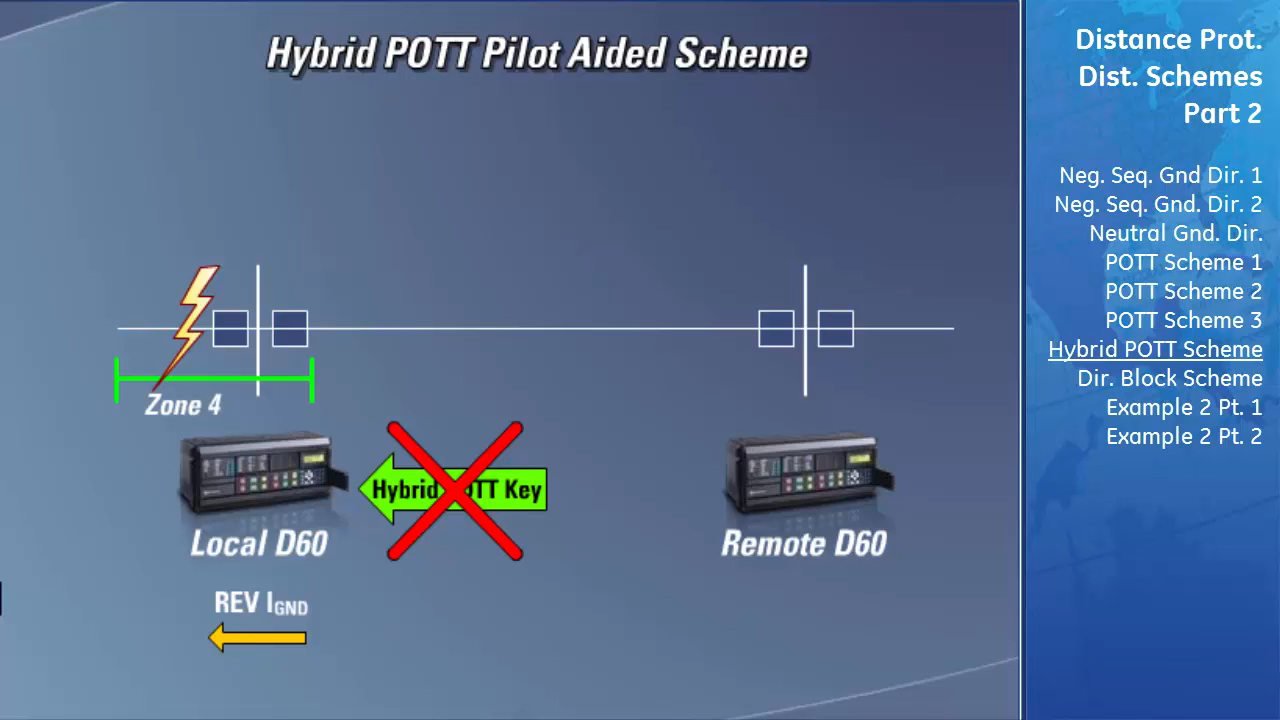 Hybrid POTT Pilot Aided Scheme
Zone 4
Hybrid POTT Key
Local D60
Remote D60
REV IGND
Distance Prot.
Dist. Schemes
Part 2
Neg. Seq. Gnd Dir. 1
Neg. Seq. Gnd. Dir. 2
Neutral Gnd. Dir.
POTT Scheme 1
POTT Scheme 2
POTT Scheme 3
Hybrid POTT Scheme
Dir. Block Scheme
Example 2 Pt. 1
Example 2 Pt. 2